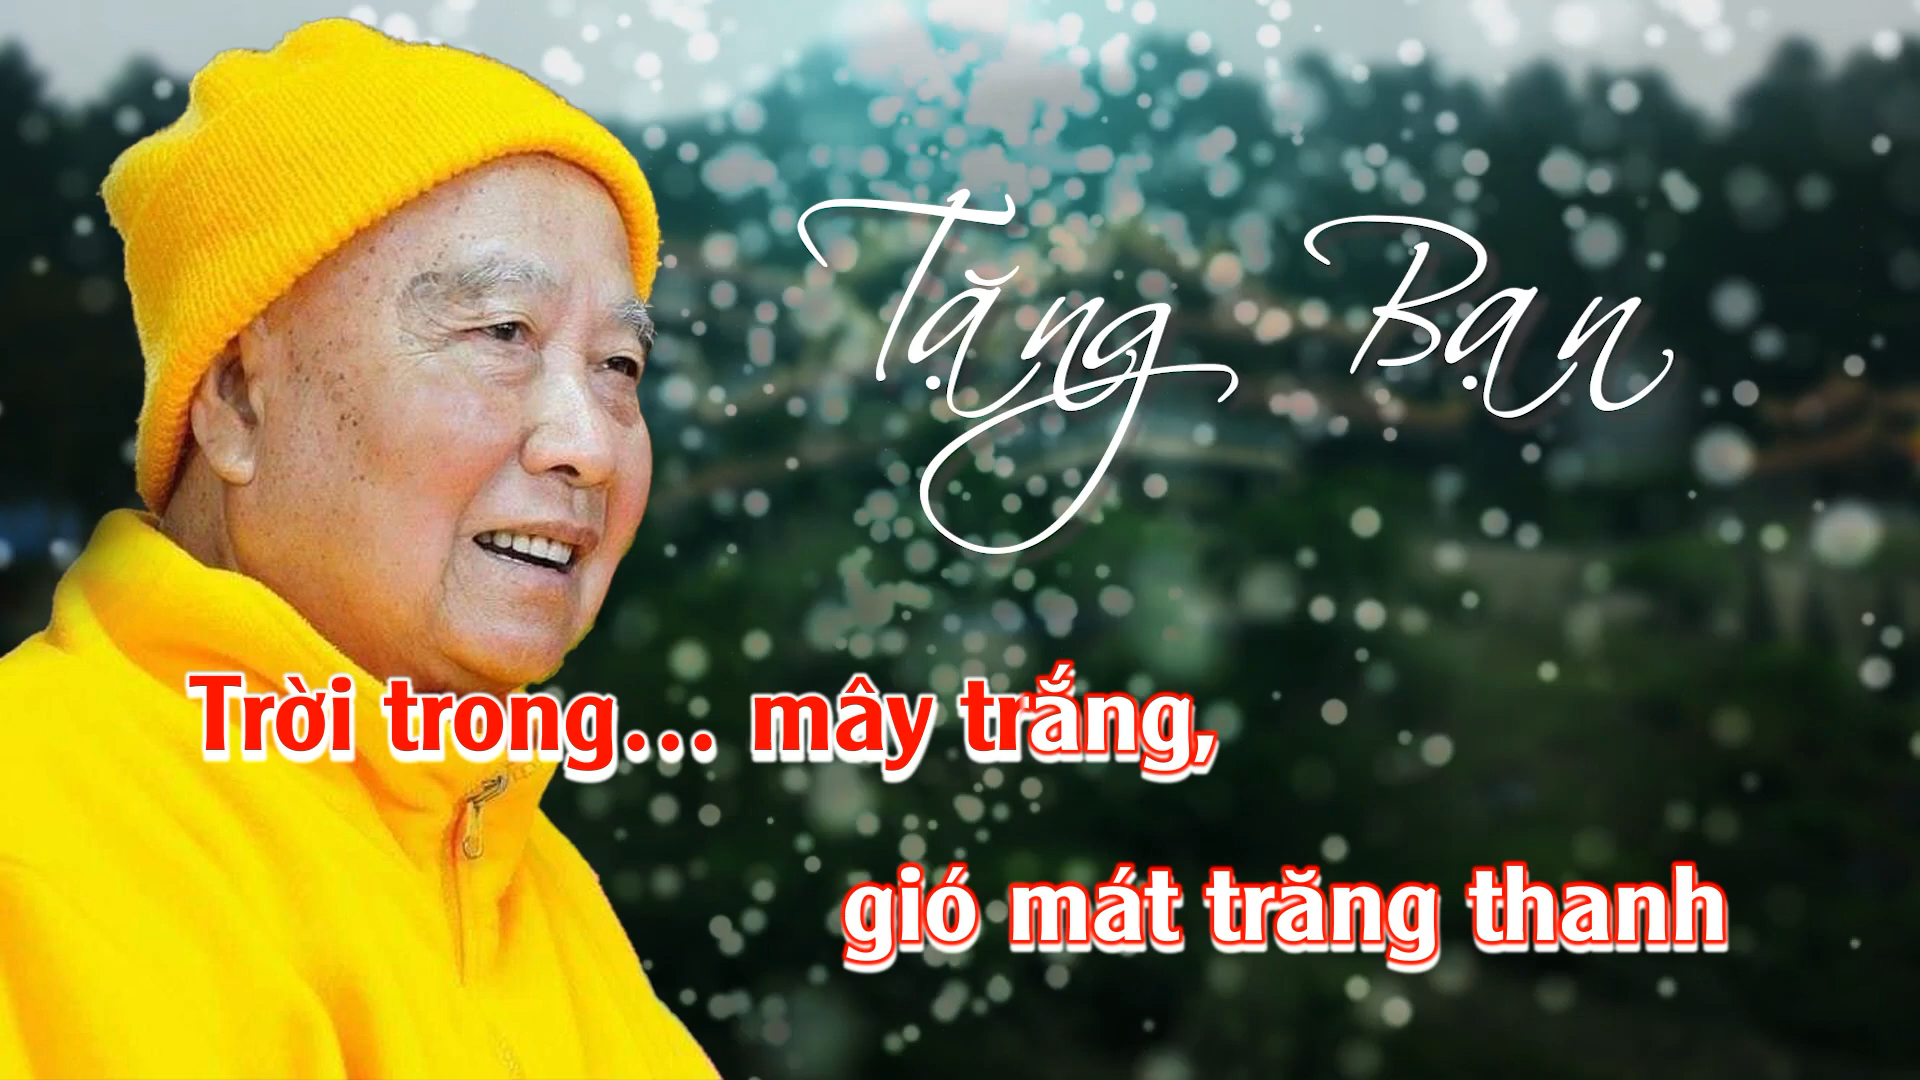 Tặng Bạn
Trời trong... mây trắng,
gió mát trăng thanh